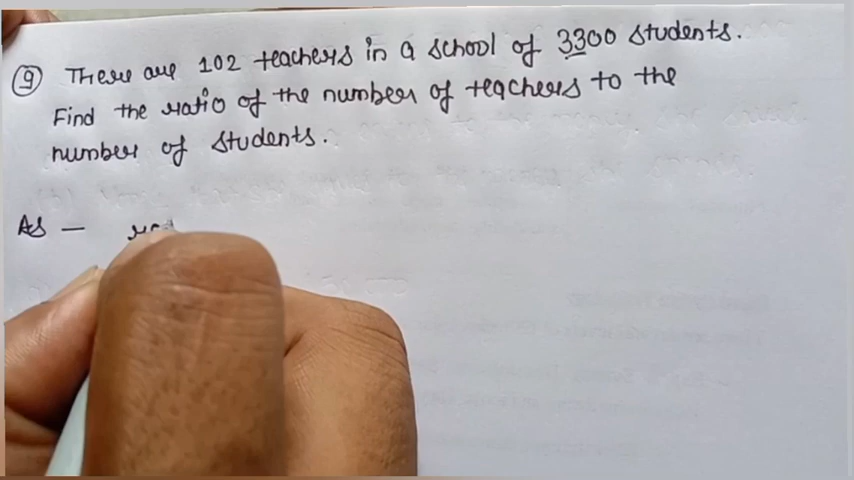 9 There are 102 teachers in a school of 3300 students.
Find the ratio of the number of teachers to the
number of students.
As —